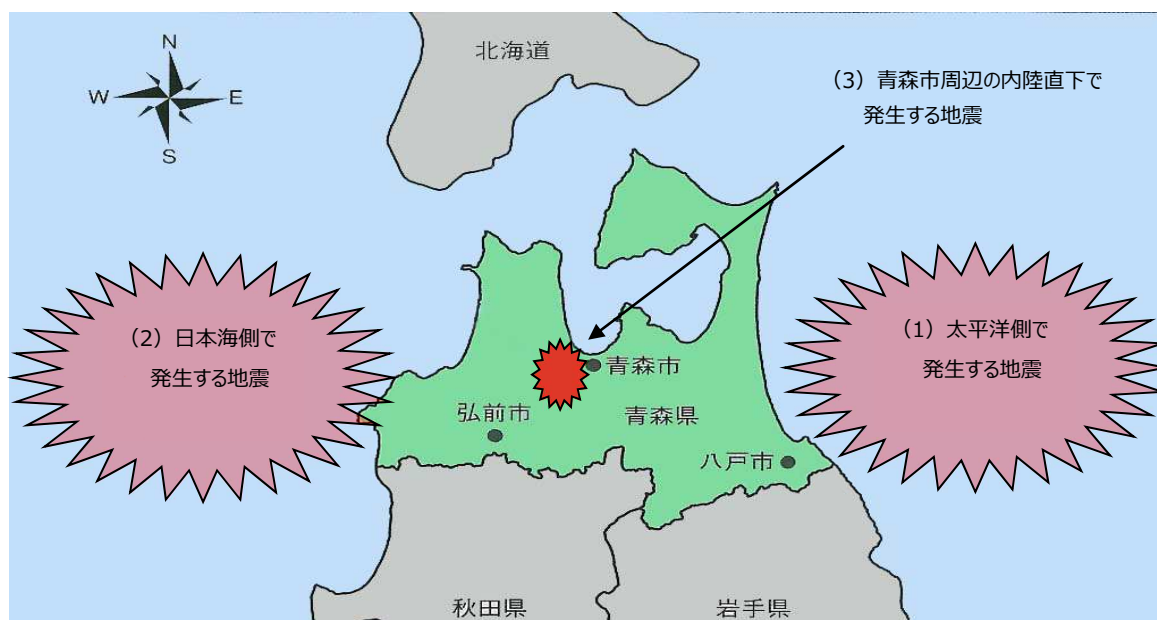 北海道
N
W
E
S
（3）青森市周辺の内陸直下で
発生する地震
（2）日本海側で
発生する地震
（1）太平洋側で
発生する地震
青森市
弘前市
青森県
八戸市
秋田県
岩手県